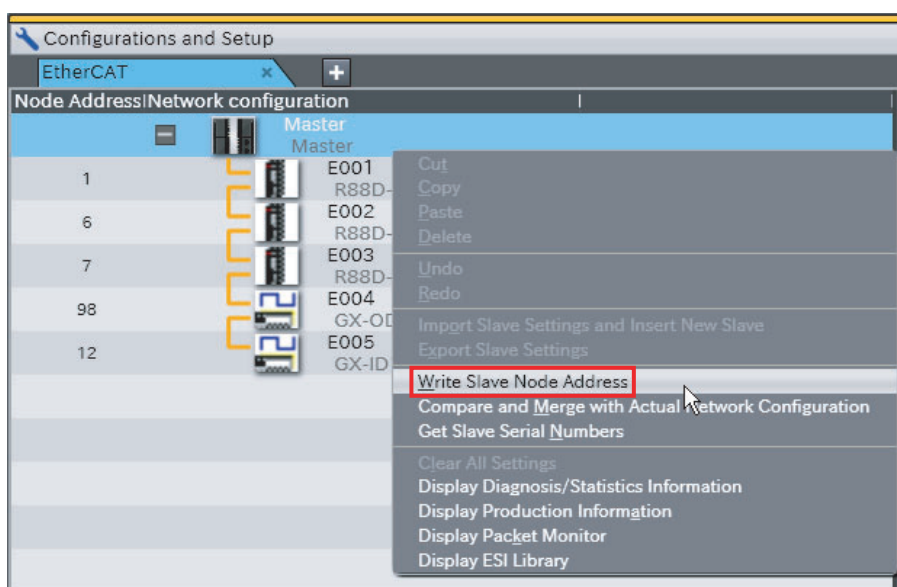 Configurations and Setup
EtherCAT
Node Address|Network configuration
Master
Master
1 E001
R88D-
6 E002
R88D-
7 E003
R88D-
98 E004
GX-OD
12 E005
GX-ID
Cut
Copy
Paste
Delete
Undo
Redo
Import Slave Settings and Insert New Slave
Export Slave Settings
Write Slave Node Address
Compare and Merge with Actual Network Configuration
Get Slave Serial Numbers
Clear All Settings
Display Diagnosis/Statistics Information
Display Production Information
Display Packet Monitor
Display ESI Library